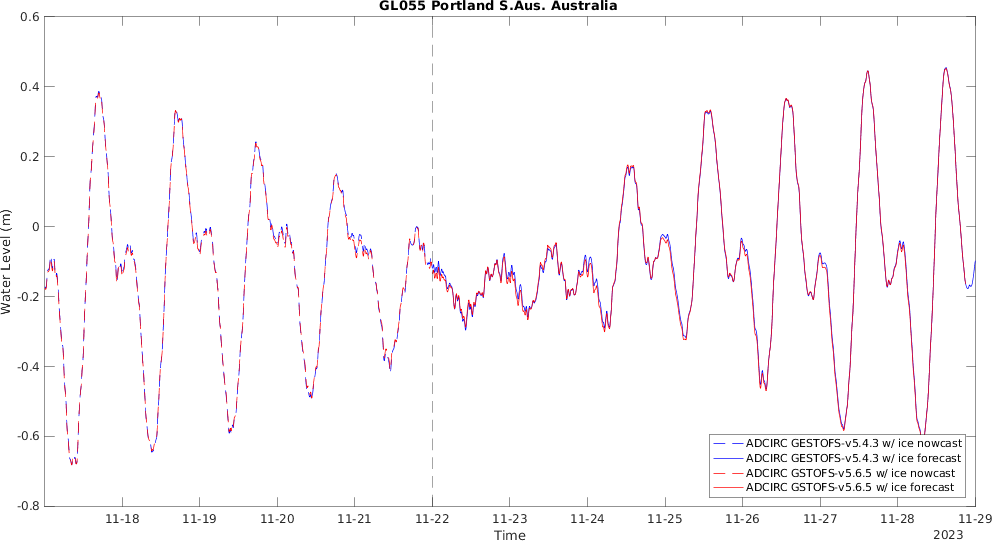 GL055 Portland S.Aus. Australia
0.6
0.4
0.2
0
-0.2
-0.4
-0.6
-0.8
Water Level (m)
11-18 11-19 11-20 11-21 11-22 11-23 11-24 11-25 11-26 11-27 11-28 11-29
Time
2023
ADCIRC GESTOFS-v5.4.3 w/ ice nowcast
ADCIRC GESTOFS-v5.4.3 w/ ice forecast
ADCIRC GSTOFS-v5.6.5 w/ ice nowcast
ADCIRC GSTOFS-v5.6.5 w/ ice forecast